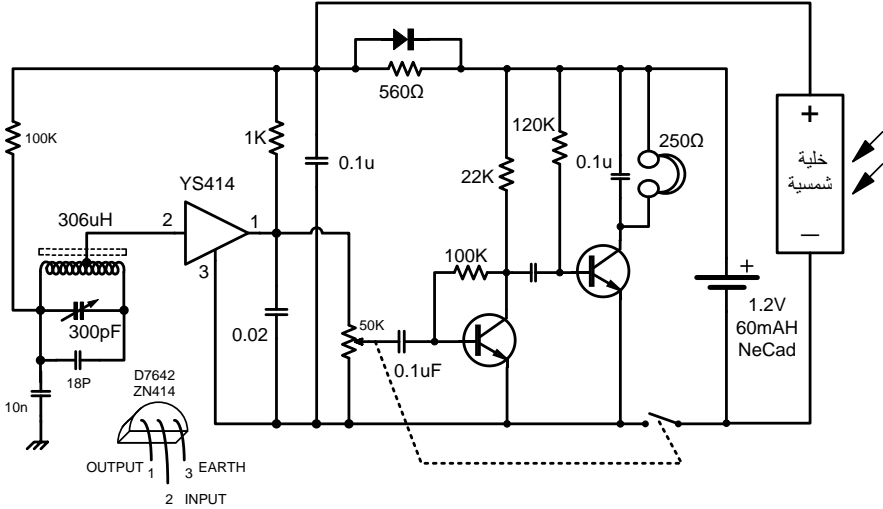 560Ω
100K
1K
0.1u
120K
0.1u
250Ω
+
خلية
شمسية
—
YS414
22K
306uH
2
1
3
100K
+
1.2V
60mAH
NeCad
300pF
0.02
50K
0.1uF
18P
D7642
ZN414
10n
OUTPUT 1
3 EARTH
2 INPUT